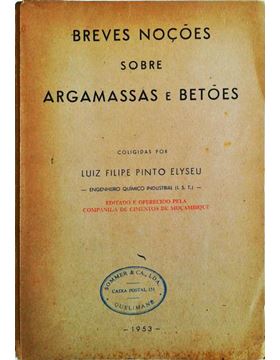 BREVES NOÇÕES
SOBRE
ARGAMASSAS E BETÕES
COLIGIDAS POR
LUIZ FILIPE PINTO ELYSEU
— ENGENHEIRO QUÍMICO INDUSTRIAL (I. S. T.) —
EDITADO E OFERECIDO PELA
COMPANHIA DE CIMENTOS DE MOÇAMBIQUE
SOMMER & CA., LDA.
CAIXA POSTAL 151
QUELIMANE
—1953—